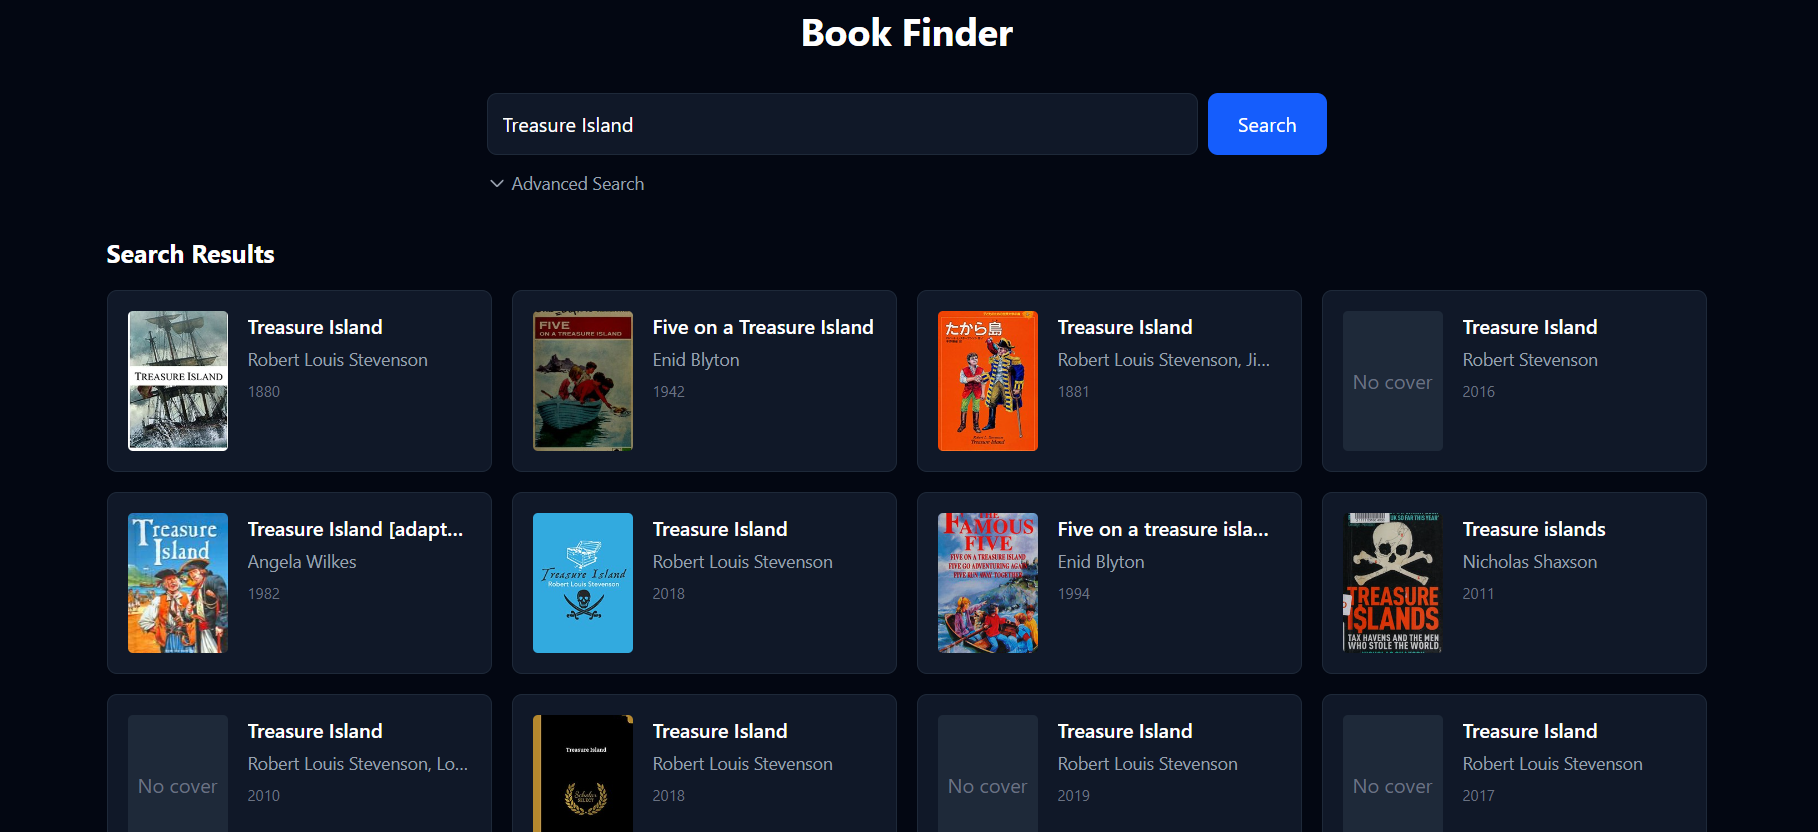 Book Finder
Treasure Island
Search
Advanced Search
Search Results
TREASURE ISLAND
Treasure Island
Robert Louis Stevenson
1880
FIVE
ON A TREASURE ISLAND
Five on a Treasure Island
Enid Blyton
1942
たから島
Treasure Island
Treasure Island
Robert Louis Stevenson, Ji...
1881
No cover
Treasure Island
Robert Stevenson
2016
Treasure
Island
Treasure Island [adapt...
Angela Wilkes
1982
Treasure Island
Robert Louis Stevenson
Treasure Island
Robert Louis Stevenson
2018
THE
FAMOUS
FIVE
FIVE ON A TREASURE ISLAND
FIVE GO ADVENTURING AGAIN
FIVE RUN AWAY TOGETHER
Five on a treasure isla...
Enid Blyton
1994
TREASURE
I$LANDS
TAX HAVENS AND THE MEN
WHO STOLE THE WORLD
Treasure islands
Nicholas Shaxson
2011
No cover
Treasure Island
Robert Louis Stevenson, Lo...
2010
Treasure Island
Scholar
SELECT
Treasure Island
Robert Louis Stevenson
2018
No cover
Treasure Island
Robert Louis Stevenson
2019
No cover
Treasure Island
Robert Louis Stevenson
2017